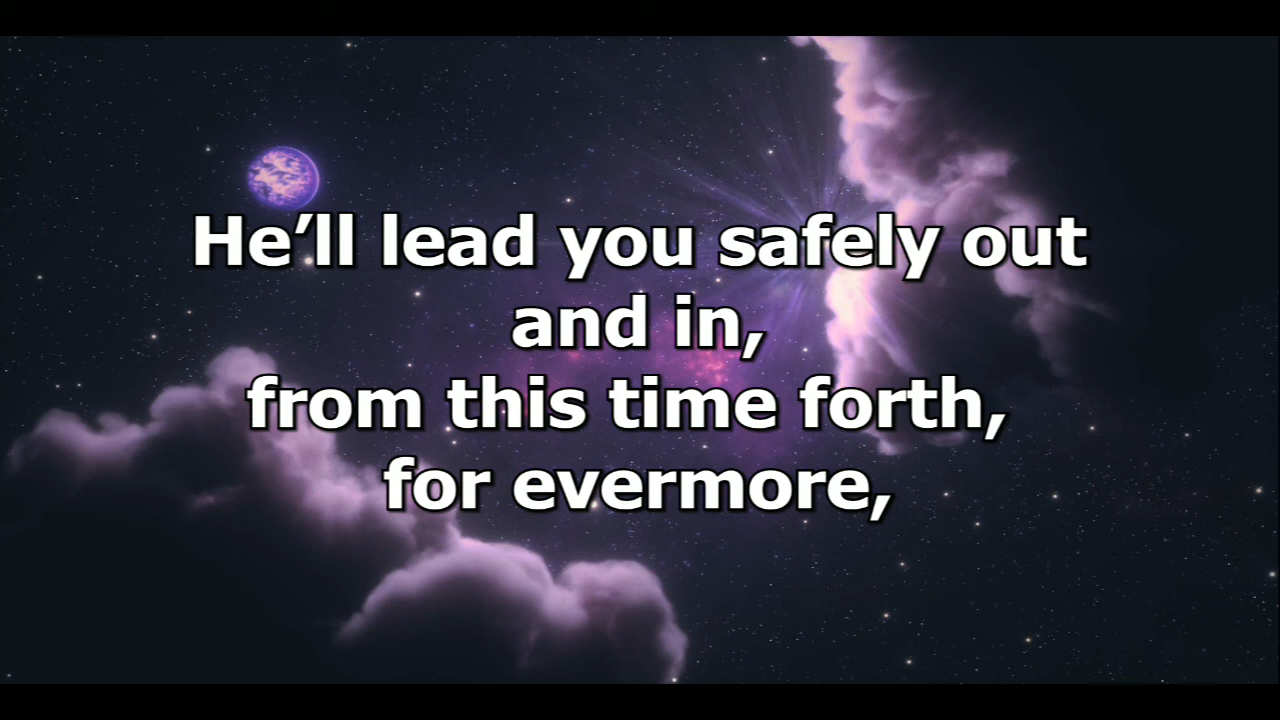 He’ll lead you safely out
and in,
from this time forth,
for evermore,